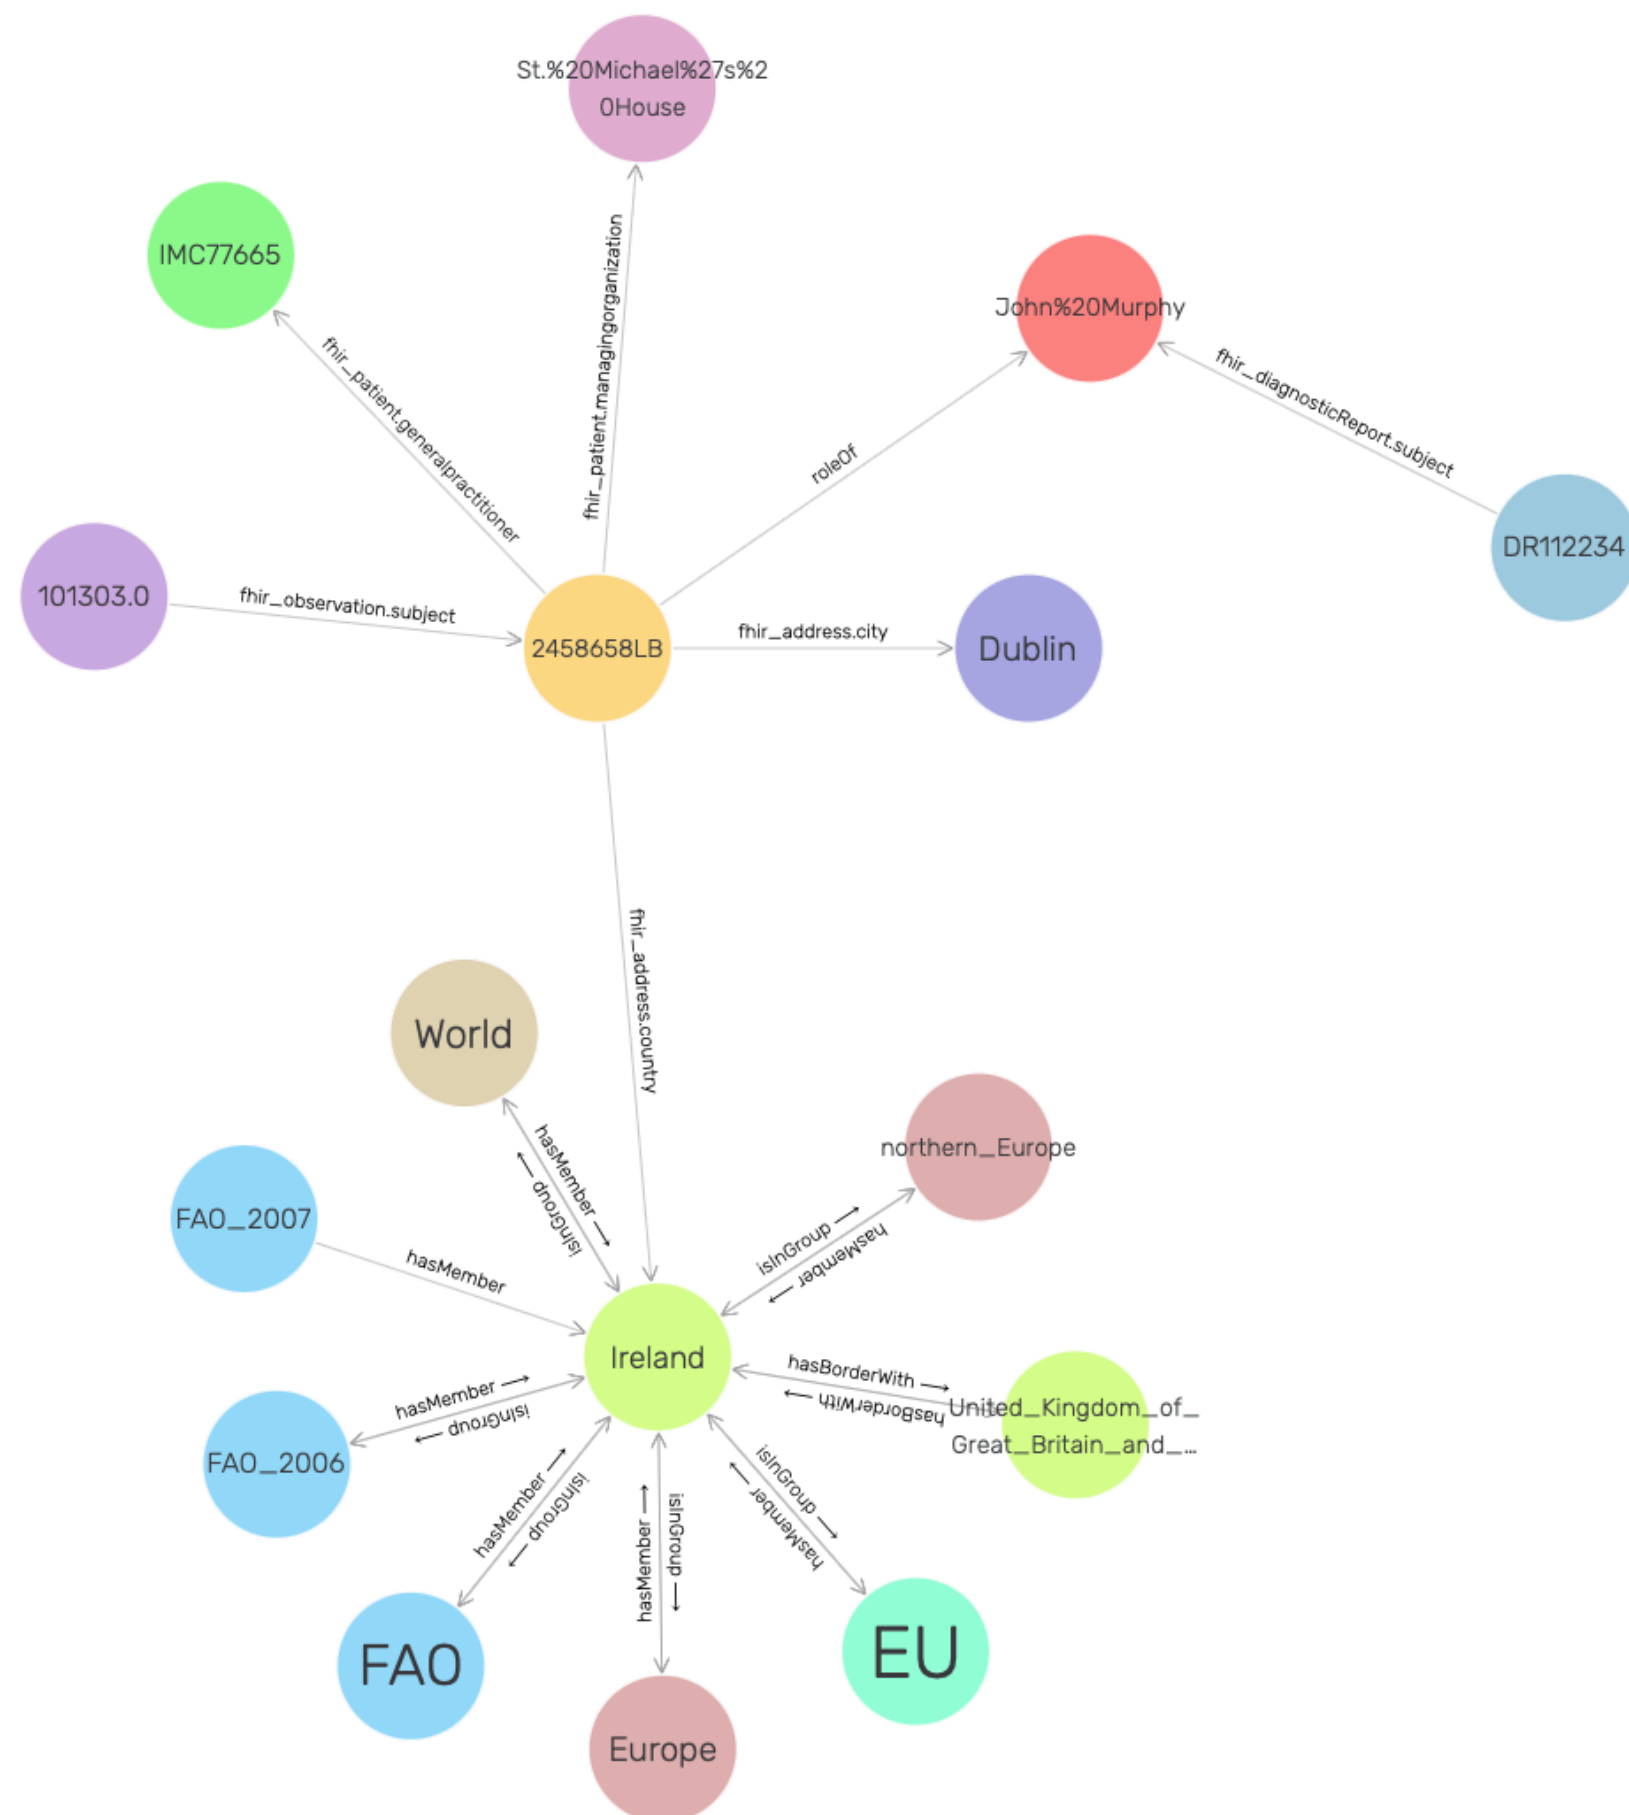 St.%20Michael%27s%2
0House
IMC77665
fhir_patient.managingorganization
John%20Murphy
fhir_patient.generalpractitioner
fhir_diagnosticReport.subject
roleOf
DR112234
101303.0
fhir_observation.subject
2458658LB
fhir_address.city
Dublin
fhir_address.country
World
hasMember ⟶
isInGroup ⟶
northern_Europe
FAO_2007
hasMember
isInGroup ⟶
hasMember ⟶
Ireland
hasBorderWith ⟶
hasBorderWith ⟶
United_Kingdom_of_
Great_Britain_and_…
hasMember ⟶
isInGroup ⟶
FAO_2006
hasMember ⟶
isInGroup ⟶
hasMember ⟶
isInGroup ⟶
isInGroup ⟶
hasMember ⟶
FAO
EU
Europe